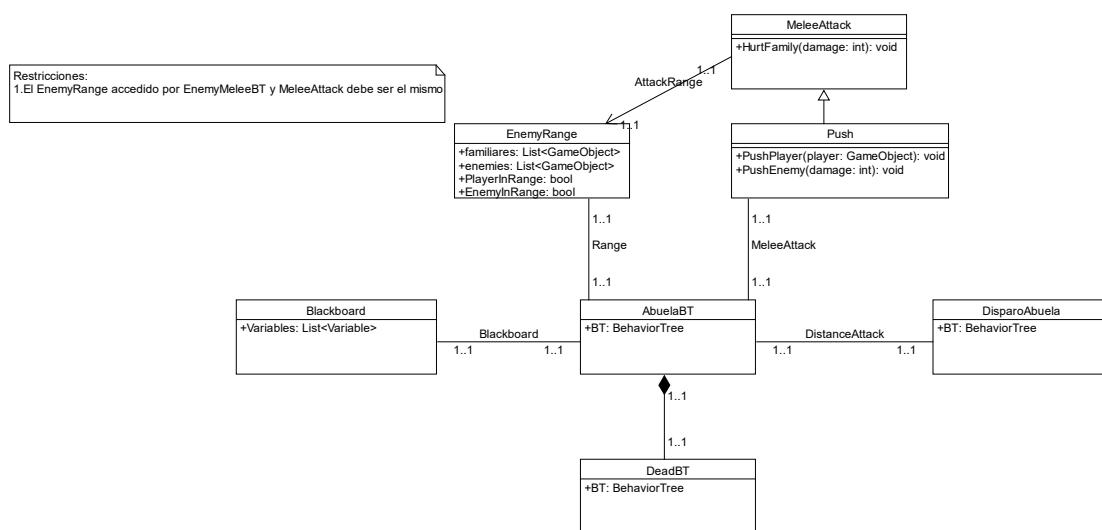 MeleeAttack
+HurtFamily(damage: int): void
Restricciones:
1.El EnemyRange accedido por EnemyMeleeBT y MeleeAttack debe ser el mismo
1..1
AttackRange
1..1
EnemyRange
+familiares: List<GameObject>
+enemies: List<GameObject>
+PlayerInRange: bool
+EnemyInRange: bool
Push
+PushPlayer(player: GameObject): void
+PushEnemy(damage: int): void
1..1
1..1
Range
MeleeAttack
1..1
1..1
Blackboard
+Variables: List<Variable>
AbuelaBT
+BT: BehaviorTree
DisparoAbuela
+BT: BehaviorTree
Blackboard
DistanceAttack
1..1
1..1
1..1
1..1
1..1
1..1
DeadBT
+BT: BehaviorTree